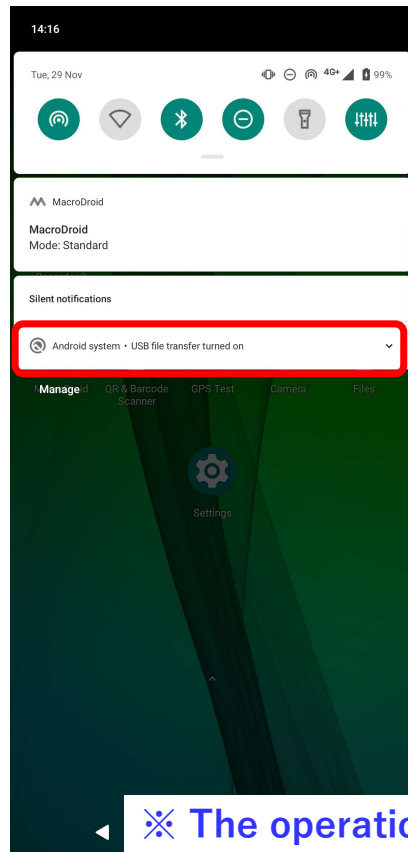 14:16
Tue, 29 Nov 4G+ 99%
MacroDroid
MacroDroid
Mode: Standard
Silent notifications
Android system • USB file transfer turned on
Manage QR & Barcode GPS Test Camera Files
Scanner
Settings
※ The operatio